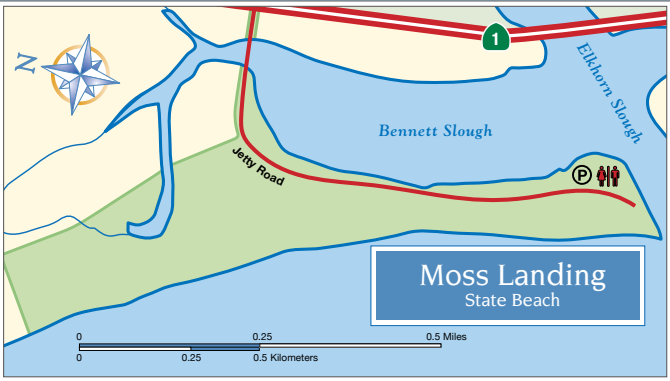 N
1
Elkhorn Slough
Bennett Slough
Jetty Road
P
Moss Landing
State Beach
0 0.25 0.5 Miles
0 0.25 0.5 Kilometers